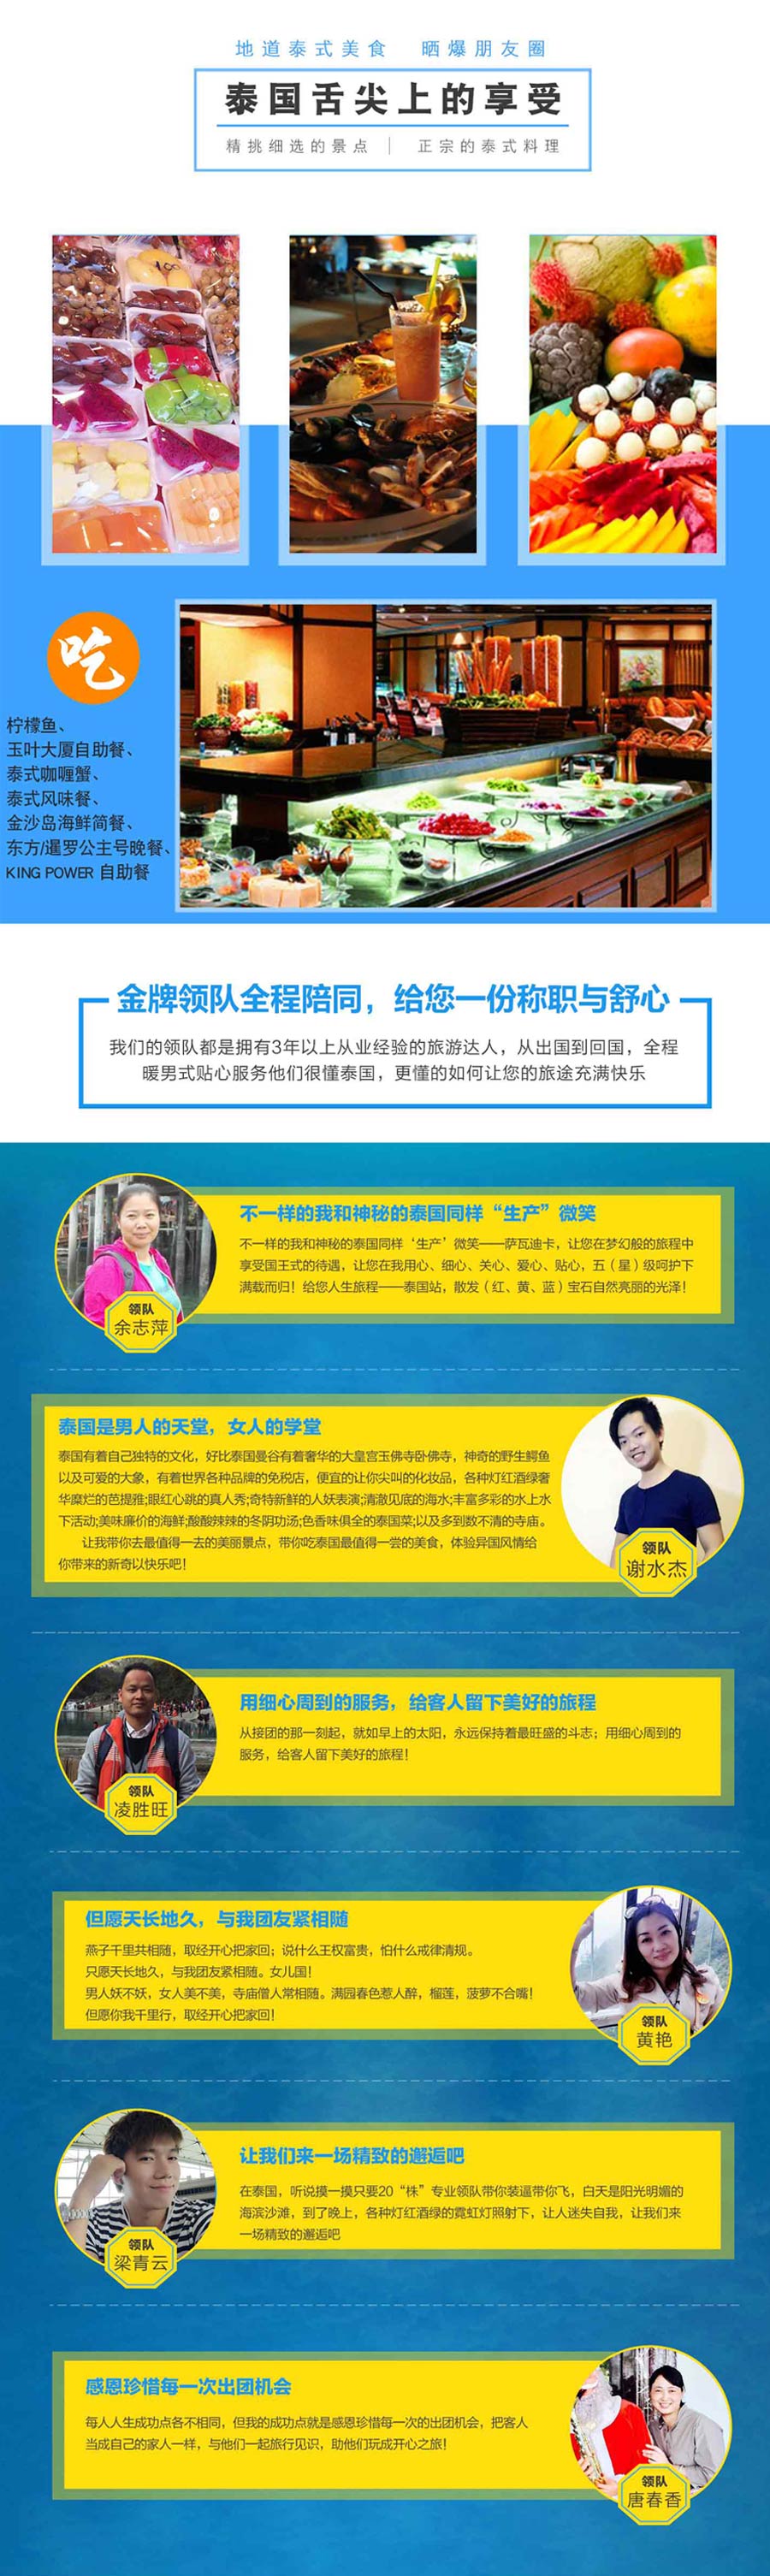 地道泰式美食 晒爆朋友圈
泰国舌尖上的享受
精挑细选的景点 | 正宗的泰式料理
吃
柠檬鱼、
玉叶大厦自助餐、
泰式咖喱蟹、
泰式风味餐、
金沙岛海鲜简餐、
东方/暹罗公主号晚餐、
KING POWER 自助餐
金牌领队全程陪同，给您一份称职与舒心
我们的领队都是拥有3年以上从业经验的旅游达人，从出国到回国，全程
暖男式贴心服务他们很懂泰国，更懂的如何让您的旅途充满快乐
不一样的我和神秘的泰国同样“生产”微笑
不一样的我和神秘的泰国同样‘生产’微笑——萨瓦迪卡，让您在梦幻般的旅程中
享受国王式的待遇，让您在我用心、细心、关心、爱心、贴心，五（星）级呵护下
满载而归！给您人生旅程——泰国站，散发（红、黄、蓝）宝石自然亮丽的光泽！
领队
余志萍
泰国是男人的天堂，女人的学堂
泰国有着自己独特的文化，好比泰国曼谷有着奢华的大皇宫玉佛寺卧佛寺，神奇的野生鳄鱼
以及可爱的大象，有着世界各种品牌的免税店，便宜的让你尖叫的化妆品，各种灯红酒绿奢
华糜烂的芭提雅;眼红心跳的真人秀;奇特新鲜的人妖表演;清澈见底的海水;丰富多彩的水上水
下活动;美味廉价的海鲜;酸酸辣辣的冬阴功汤;色香味俱全的泰国菜;以及多到数不清的寺庙。
让我带你去最值得一去的美丽景点，带你吃泰国最值得一尝的美食，体验异国风情给
你带来的新奇以快乐吧！
领队
谢水杰
用细心周到的服务，给客人留下美好的旅程
从接团的那一刻起，就如早上的太阳，永远保持着最旺盛的斗志；用细心周到的
服务，给客人留下美好的旅程！
领队
凌胜旺
但愿天长地久，与我团友紧相随
燕子千里共相随，取经开心把家回；说什么王权富贵，怕什么戒律清规。
只愿天长地久，与我团友紧相随。女儿国！
男人妖不妖，女人美不美，寺庙僧人常相随。满园春色惹人醉，榴莲，菠萝不合嘴！
但愿你我千里行，取经开心把家回！
领队
黄艳
让我们来一场精致的邂逅吧
在泰国，听说摸一摸只要20“株”专业领队带你装逼带你飞，白天是阳光明媚的
海滨沙滩，到了晚上，各种灯红酒绿的霓虹灯照射下，让人迷失自我，让我们来
一场精致的邂逅吧
领队
梁青云
感恩珍惜每一次出团机会
每人人生成功点各不相同，但我的成功点就是感恩珍惜每一次的出团机会，把客人
当成自己的家人一样，与他们一起旅行见识，助他们玩成开心之旅！
领队
唐春香